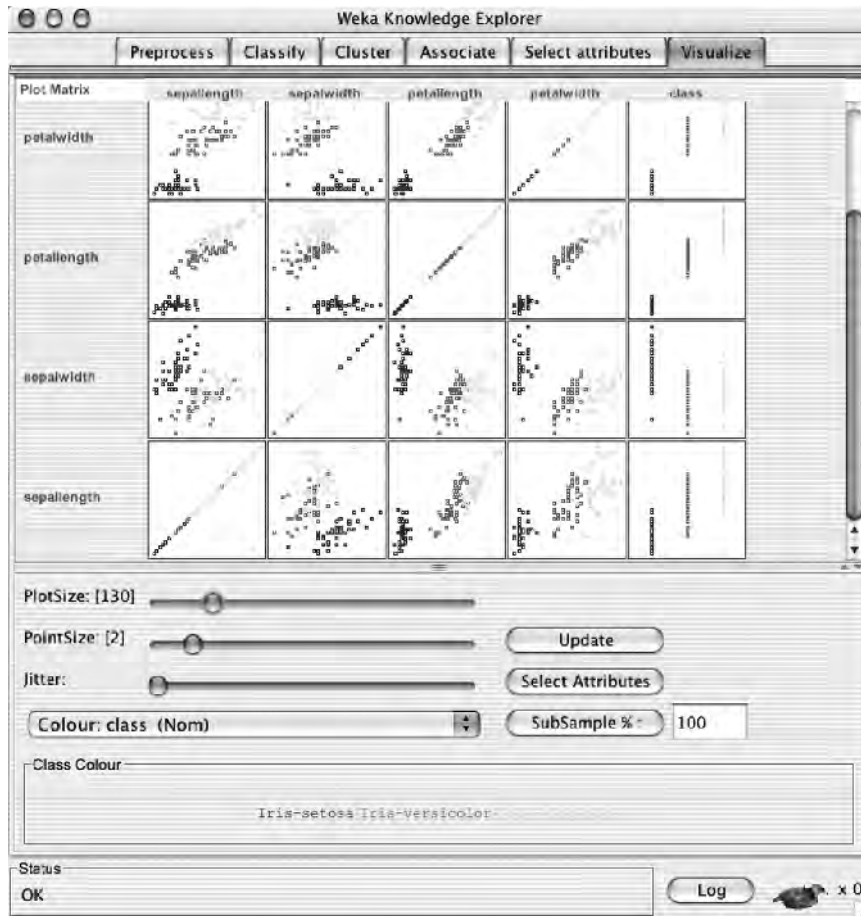 Weka Knowledge Explorer
Preprocess Classify Cluster Associate Select attributes Visualize
Plot Matrix sepallength sepalwidth petallength petalwidth class
petalwidth
petallength
sepalwidth
sepallength
PlotSize: [130]
PointSize: [2] Update
Jitter: Select Attributes
Colour: class (Nom) SubSample % : 100
Class Colour
Iris-setosa Iris-versicolor
Status
OK Log x 0